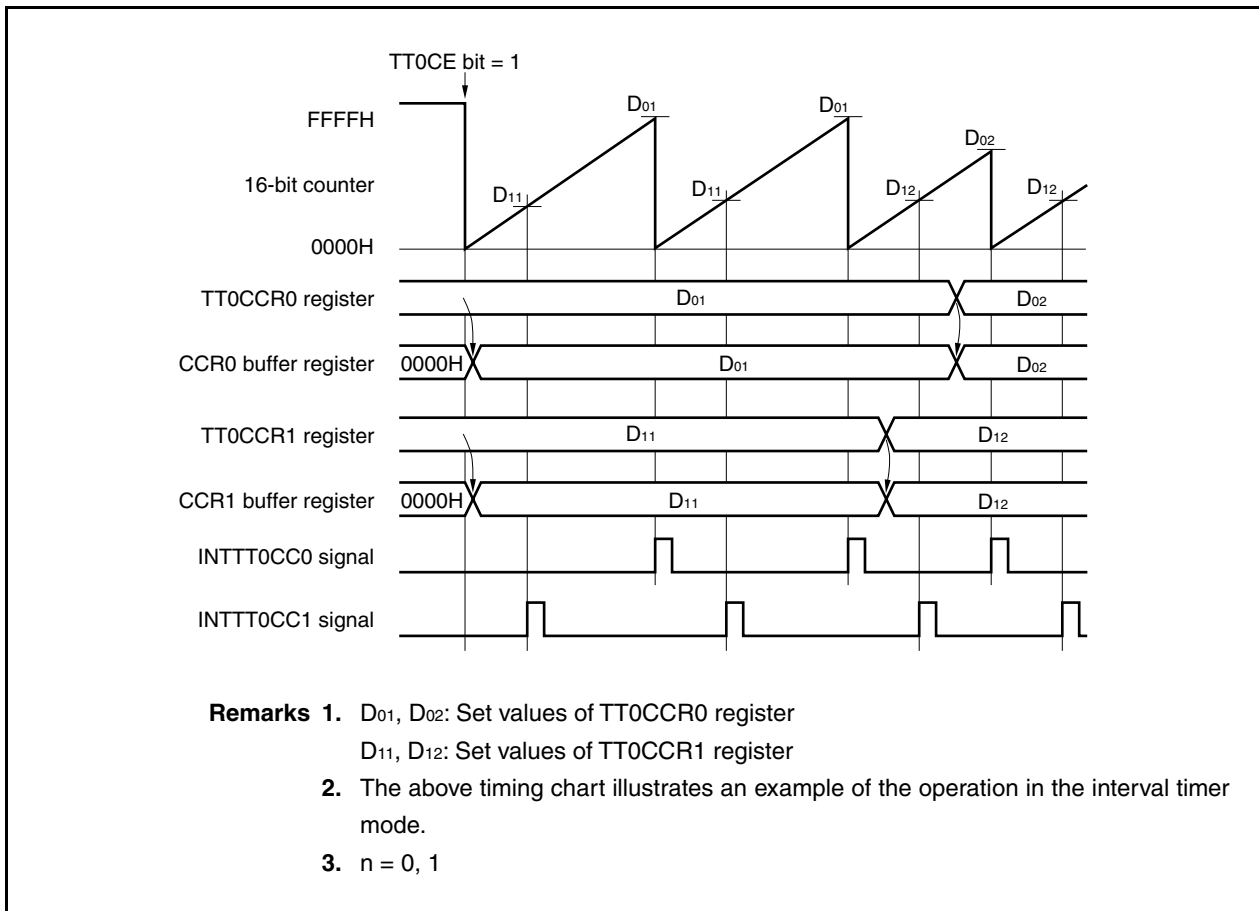 TT0CE bit = 1
FFFFH
D01
D01
D02
16-bit counter
D11
D11
D12
D12
0000H
TT0CCR0 register
D01
D02
CCR0 buffer register
0000H
D01
D02
TT0CCR1 register
D11
D12
CCR1 buffer register
0000H
D11
D12
INTTT0CC0 signal
INTTT0CC1 signal
Remarks 1. D01, D02: Set values of TT0CCR0 register
D11, D12: Set values of TT0CCR1 register
2. The above timing chart illustrates an example of the operation in the interval timer
mode.
3. n = 0, 1